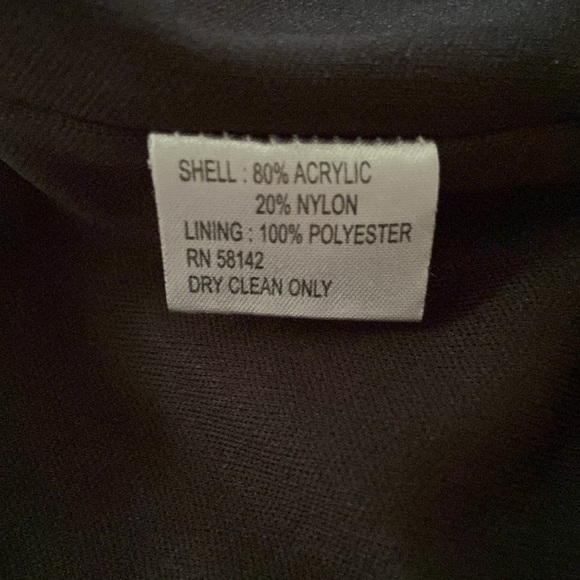 SHELL : 80% ACRYLIC
20% NYLON
LINING : 100% POLYESTER
RN 58142
DRY CLEAN ONLY